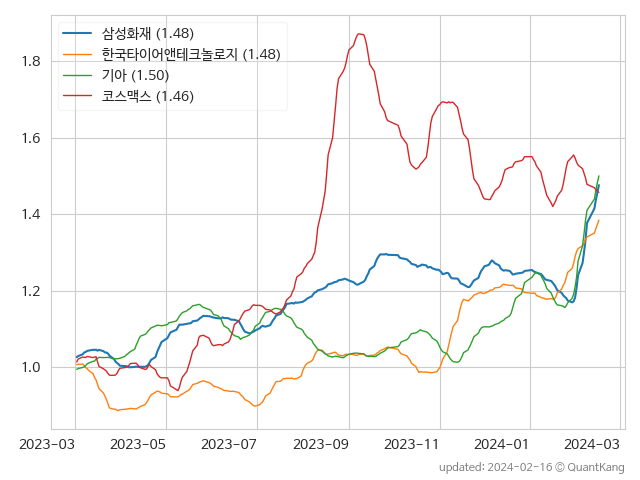 삼성화재 (1.48)
한국타이어앤테크놀로지 (1.48)
기아 (1.50)
코스맥스 (1.46)
1.8
1.6
1.4
1.2
1.0
2023-03 2023-05 2023-07 2023-09 2023-11 2024-01 2024-03
updated: 2024-02-16 © QuantKang